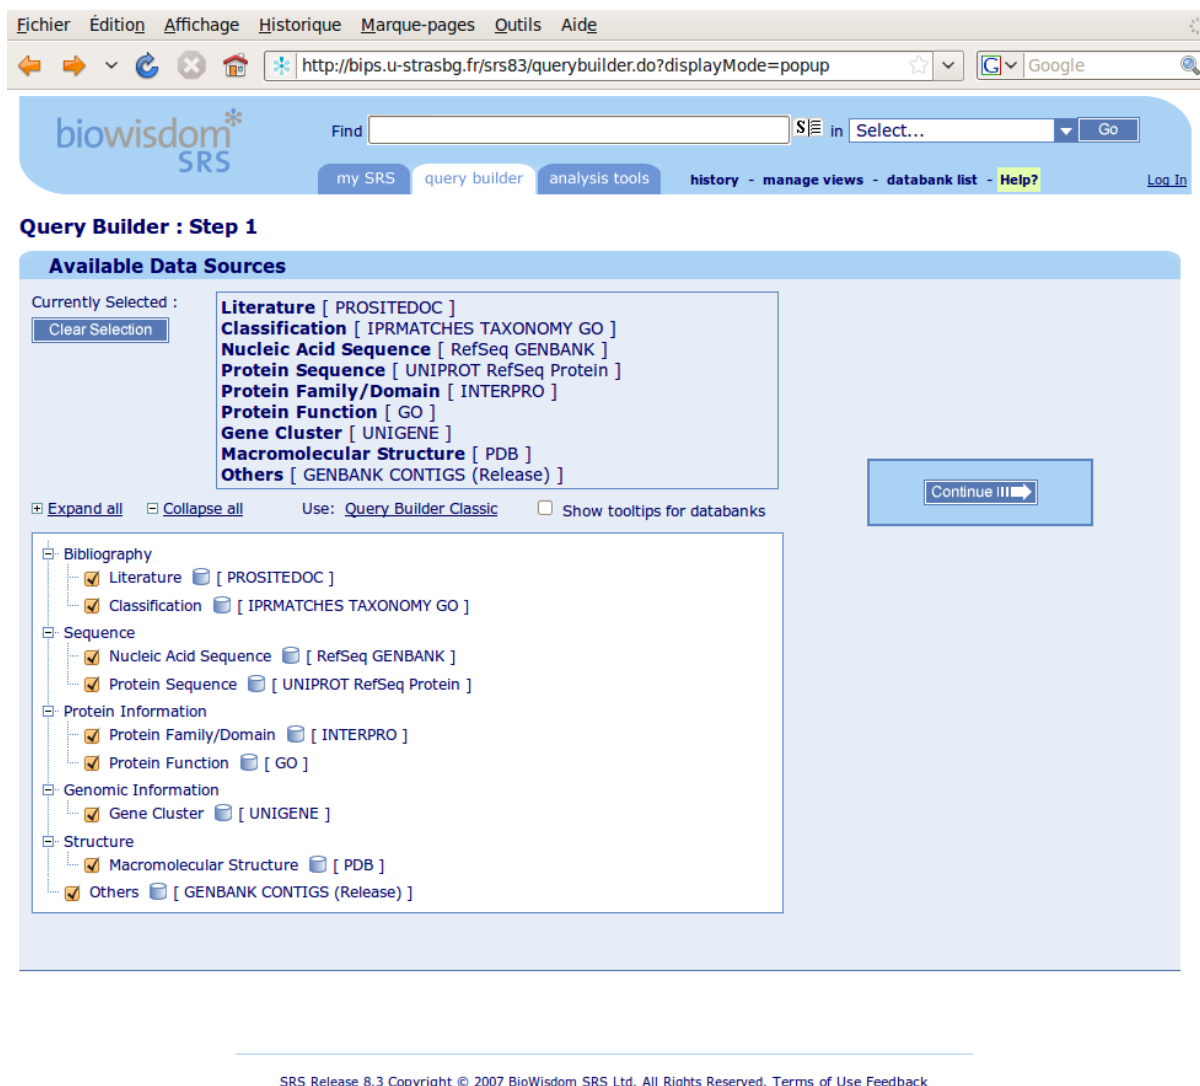 Fichier Édition Affichage Historique Marque-pages Outils Aide
http://bips.u-strasbg.fr/srs83/querybuilder.do?displayMode=popup G Google
biowisdom* SRS
Find S in Select... Go
my SRS query builder analysis tools history - manage views - databank list - Help? Log In
Query Builder : Step 1
Available Data Sources
Currently Selected :
Clear Selection
Literature [ PROSITEDOC ]
Classification [ IPRMATCHES TAXONOMY GO ]
Nucleic Acid Sequence [ RefSeq GENBANK ]
Protein Sequence [ UNIPROT RefSeq Protein ]
Protein Family/Domain [ INTERPRO ]
Protein Function [ GO ]
Gene Cluster [ UNIGENE ]
Macromolecular Structure [ PDB ]
Others [ GENBANK CONTIGS (Release) ]
Continue
Expand all Collapse all Use: Query Builder Classic Show tooltips for databanks
Bibliography
Literature [ PROSITEDOC ]
Classification [ IPRMATCHES TAXONOMY GO ]
Sequence
Nucleic Acid Sequence [ RefSeq GENBANK ]
Protein Sequence [ UNIPROT RefSeq Protein ]
Protein Information
Protein Family/Domain [ INTERPRO ]
Protein Function [ GO ]
Genomic Information
Gene Cluster [ UNIGENE ]
Structure
Macromolecular Structure [ PDB ]
Others [ GENBANK CONTIGS (Release) ]
SRS Release 8.3 Copyright © 2007 BioWisdom SRS Ltd. All Rights Reserved. Terms of Use Feedback